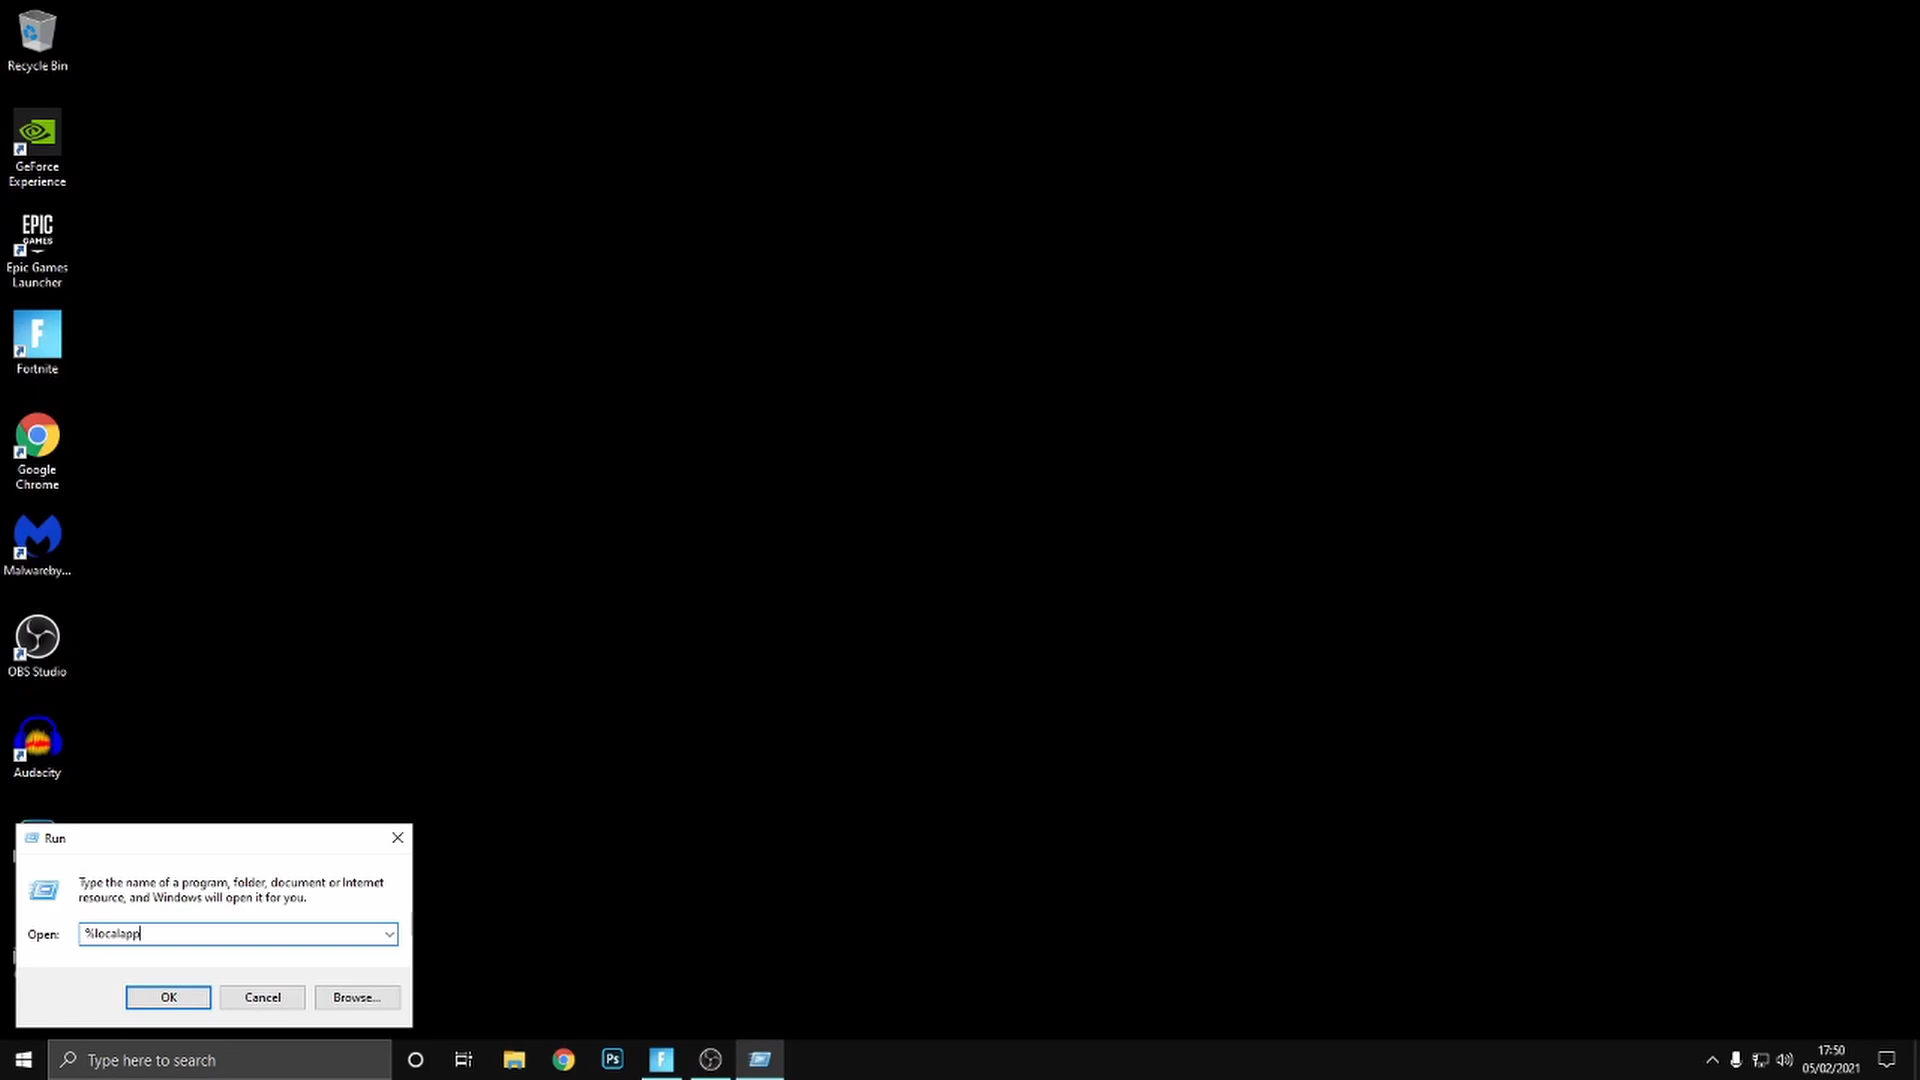 Recycle Bin
GeForce
Experience
EPIC
GAMES
Epic Games
Launcher
F
Fortnite
Google
Chrome
Malwareby...
OBS Studio
Audacity
Run
Type the name of a program, folder, document or Internet
resource, and Windows will open it for you.
Open: %localapp
OK Cancel Browse...
Type here to search
Ps
F
17:50
05/02/2021